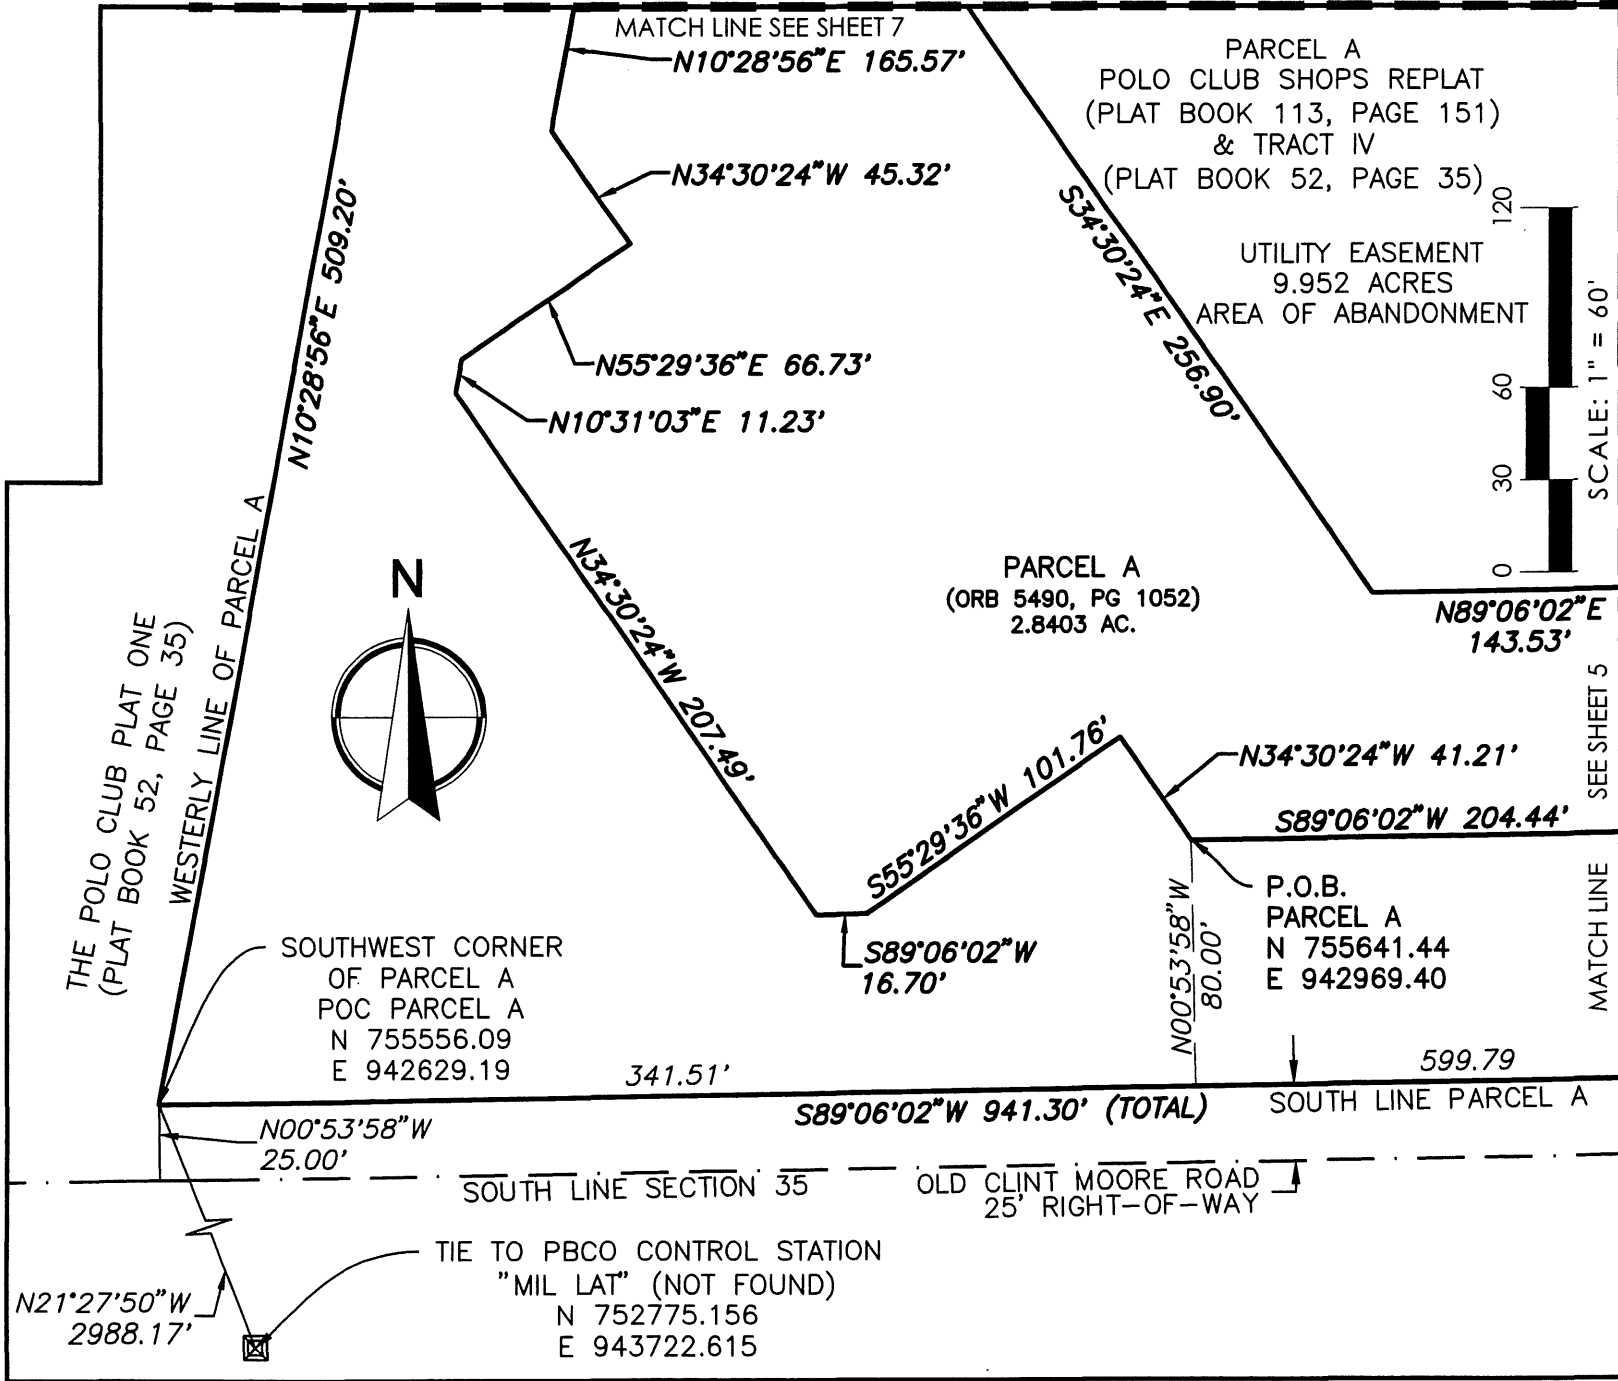 MATCH LINE SEE SHEET 7
N10°28'56"E 165.57'
PARCEL A
POLO CLUB SHOPS REPLAT
(PLAT BOOK 113, PAGE 151)
& TRACT IV
(PLAT BOOK 52, PAGE 35)
N34°30'24"W 45.32'
UTILITY EASEMENT
9.952 ACRES
AREA OF ABANDONMENT
120
60
30
0
SCALE: 1" = 60'
N10°28'56"E 509.20'
S34°30'24"E 256.90'
N55°29'36"E 66.73'
N10°31'03"E 11.23'
WESTERLY LINE OF PARCEL A
THE POLO CLUB PLAT ONE
(PLAT BOOK 52, PAGE 35)
N
N34°30'24"W 207.49'
PARCEL A
(ORB 5490, PG 1052)
2.8403 AC.
N89°06'02"E
143.53'
SEE SHEET 5
MATCH LINE
S55°29'36"W 101.76'
N34°30'24"W 41.21'
S89°06'02"W 204.44'
P.O.B.
PARCEL A
N 755641.44
E 942969.40
N00°53'58"W
80.00'
S89°06'02"W
16.70'
SOUTHWEST CORNER
OF PARCEL A
POC PARCEL A
N 755556.09
E 942629.19
341.51'
599.79
S89°06'02"W 941.30' (TOTAL)
SOUTH LINE PARCEL A
N00°53'58"W
25.00'
SOUTH LINE SECTION 35
OLD CLINT MOORE ROAD
25' RIGHT-OF-WAY
TIE TO PBCO CONTROL STATION
"MIL LAT" (NOT FOUND)
N 752775.156
E 943722.615
N21°27'50"W
2988.17'